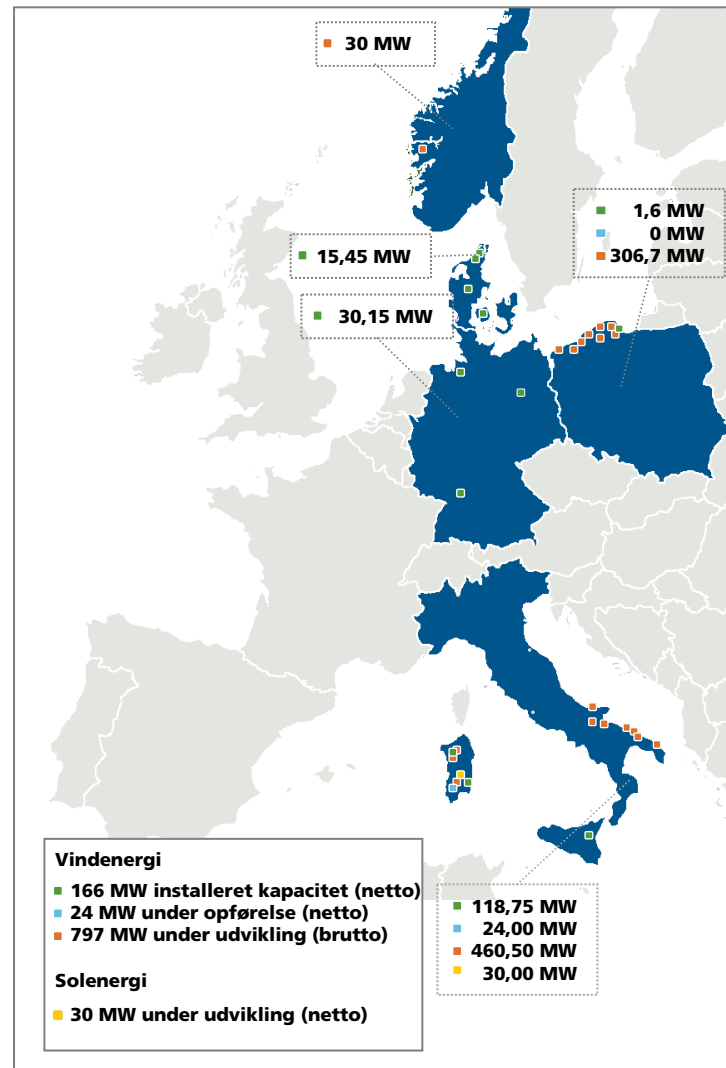 30 MW
1,6 MW
0 MW
306,7 MW
15,45 MW
30,15 MW
Vindenergi
166 MW installeret kapacitet (netto)
24 MW under opførelse (netto)
797 MW under udvikling (brutto)
Solenergi
30 MW under udvikling (netto)
118,75 MW
24,00 MW
460,50 MW
30,00 MW